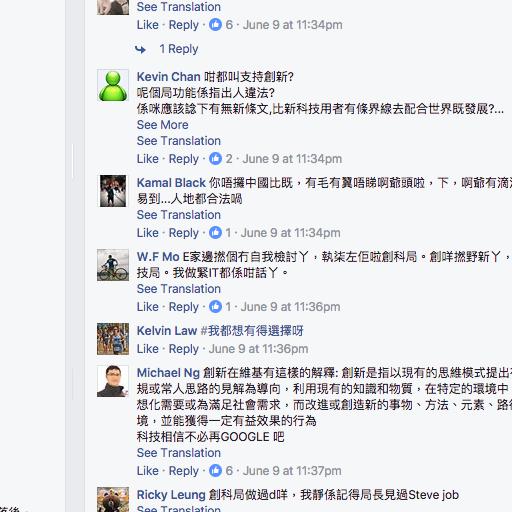 See Translation
Like · Reply · 6 · June 9 at 11:34pm
1 Reply
Kevin Chan 咁都叫支持創新?
呢個局功能係指出人違法?
係咪應該諗下有無新條文,比新科技用者有條界線去配合世界既發展?...
See More
See Translation
Like · Reply · 2 · June 9 at 11:34pm
Kamal Black 你唔攞中國比既，有毛有翼唔睇啊爺頭啦，下，啊爺有滴
易到...人地都合法喎
See Translation
Like · Reply · 1 · June 9 at 11:34pm
W.F Mo E家邊撚個冇自我檢討丫，執柒左佢啦創科局。創咩撚野新丫，
技局。我做緊IT都係咁話丫。
See Translation
Like · Reply · 1 · June 9 at 11:36pm
Kelvin Law #我都想有得選擇呀
Like · Reply · June 9 at 11:36pm
Michael Ng 創新在維基有這樣的解釋: 創新是指以現有的思維模式提出
規或常人思路的見解為導向，利用現有的知識和物質，在特定的環境中
想化需要或為滿足社會需求，而改進或創造新的事物、方法、元素、路
境，並能獲得一定有益效果的行為
科技相信不必再GOOGLE 吧
See Translation
Like · Reply · 6 · June 9 at 11:37pm
Ricky Leung 創科局做過d咩，我靜係記得局長見過Steve job
See Translation